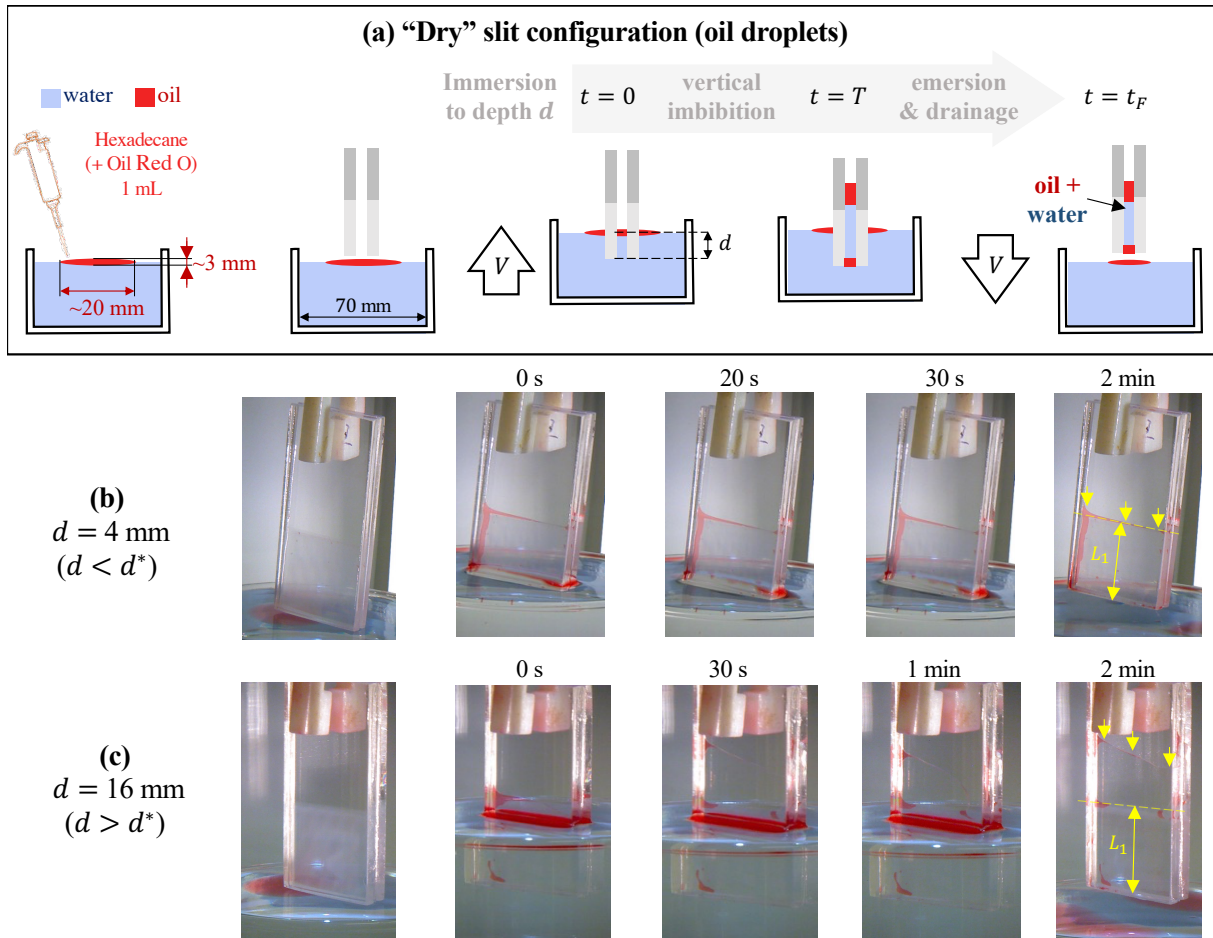 (a) “Dry” slit configuration (oil droplets)
Immersion
to depth d
t = 0
vertical
imbibition
t = T
emersion
& drainage
t = t_F
water
oil
Hexadecane
(+ Oil Red O)
1 mL
~3 mm
~20 mm
70 mm
V
d
V
oil +
water
0 s
20 s
30 s
2 min
(b)
d = 4 mm
(d < d*)
L₁
0 s
30 s
1 min
2 min
(c)
d = 16 mm
(d > d*)
L₁